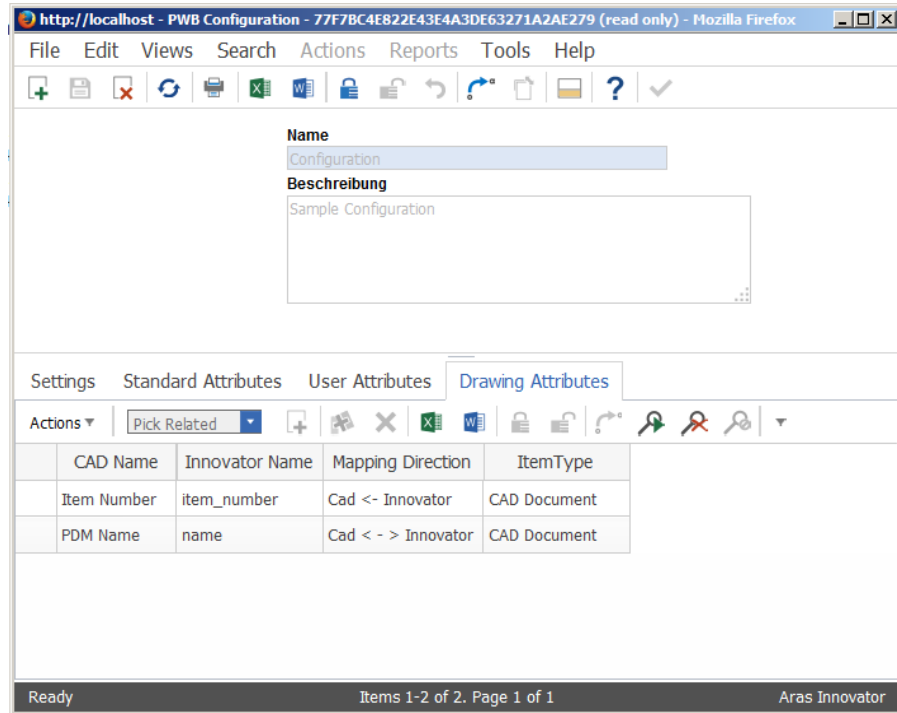 http://localhost - PWB Configuration - 77F7BC4E822E43E4A3DE63271A2AE279 (read only) - Mozilla Firefox
File Edit Views Search Actions Reports Tools Help
Name
Configuration
Beschreibung
Sample Configuration
Settings Standard Attributes User Attributes Drawing Attributes
Actions Pick Related
CAD Name Innovator Name Mapping Direction ItemType
Item Number item_number Cad <- Innovator CAD Document
PDM Name name Cad < - > Innovator CAD Document
Ready Items 1-2 of 2. Page 1 of 1 Aras Innovator